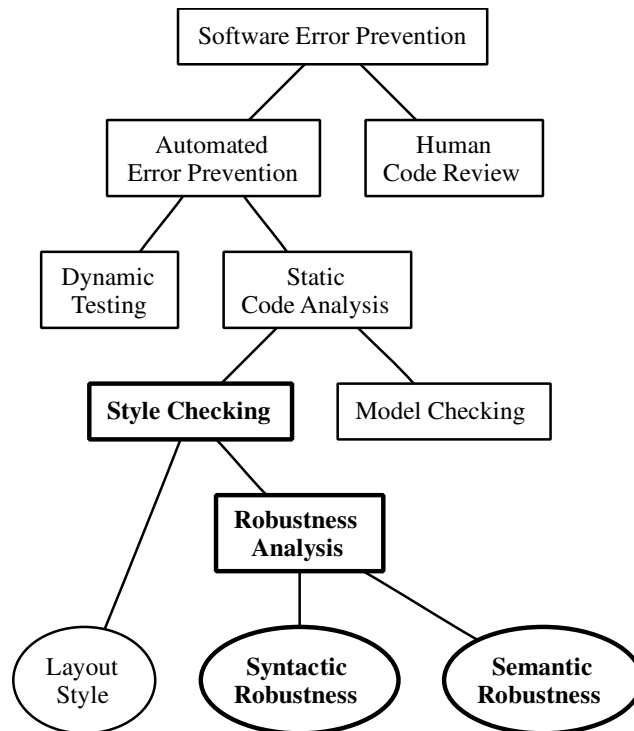 Software Error Prevention
Automated
Error Prevention
Human
Code Review
Dynamic
Testing
Static
Code Analysis
Style Checking
Model Checking
Robustness
Analysis
Layout
Style
Syntactic
Robustness
Semantic
Robustness